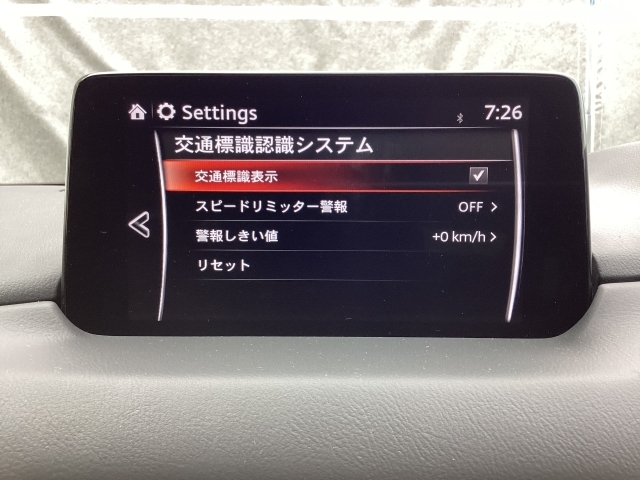 Settings 7:26
交通標識認識システム
交通標識表示
スピードリミッター警報 OFF
警報しきい値 +0 km/h
リセット